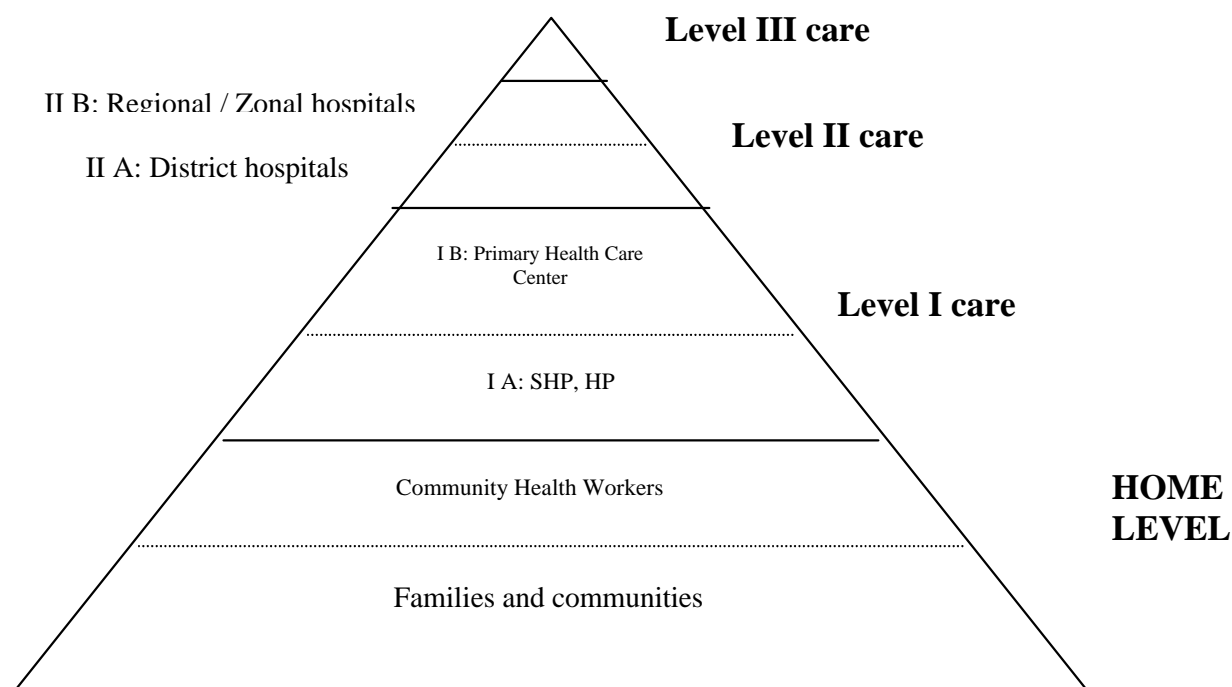 Level III care
II B: Regional / Zonal hospitals
Level II care
II A: District hospitals
I B: Primary Health Care
Center
Level I care
I A: SHP, HP
Community Health Workers
HOME
LEVEL
Families and communities